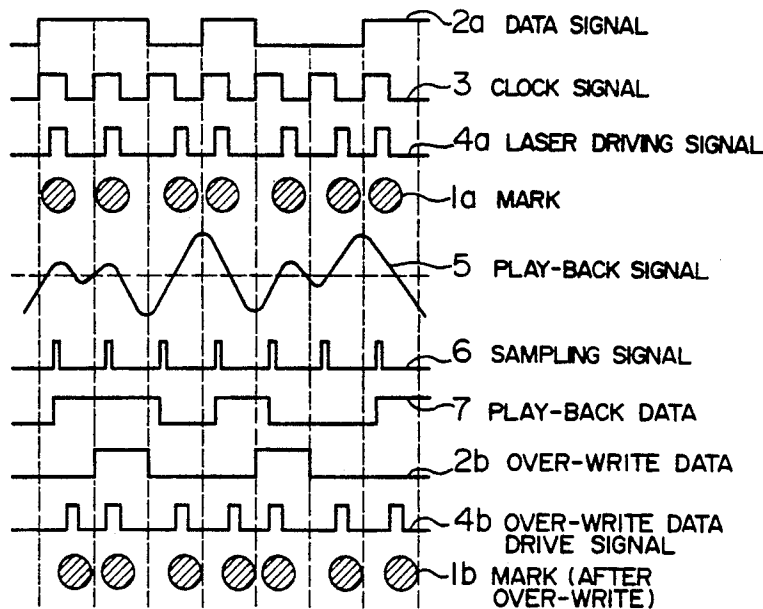 2a DATA SIGNAL
3 CLOCK SIGNAL
4a LASER DRIVING SIGNAL
1a MARK
5 PLAY-BACK SIGNAL
6 SAMPLING SIGNAL
7 PLAY-BACK DATA
2b OVER-WRITE DATA
4b OVER-WRITE DATA
DRIVE SIGNAL
1b MARK (AFTER
OVER-WRITE)